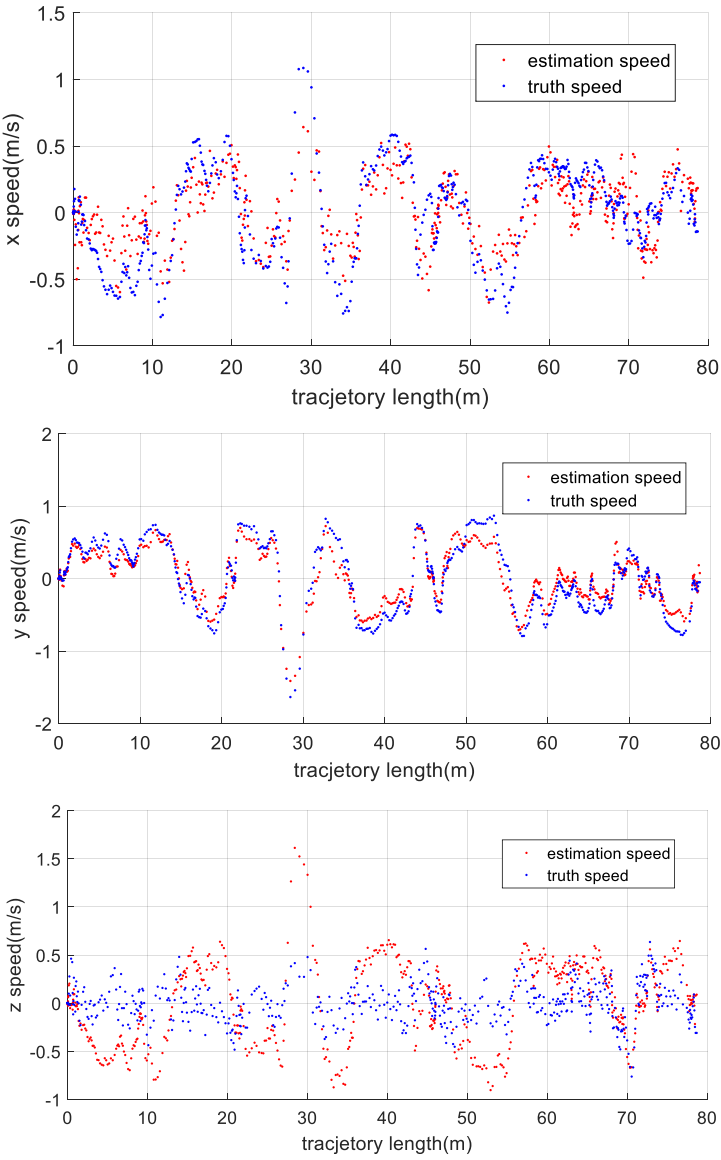 1.5
1
0.5
0
-0.5
-1
x speed(m/s)
estimation speed
truth speed
0 10 20 30 40 50 60 70 80
tracjetory length(m)
2
1
0
-1
-2
y speed(m/s)
estimation speed
truth speed
0 10 20 30 40 50 60 70 80
tracjetory length(m)
2
1.5
1
0.5
0
-0.5
-1
z speed(m/s)
estimation speed
truth speed
0 10 20 30 40 50 60 70 80
tracjetory length(m)